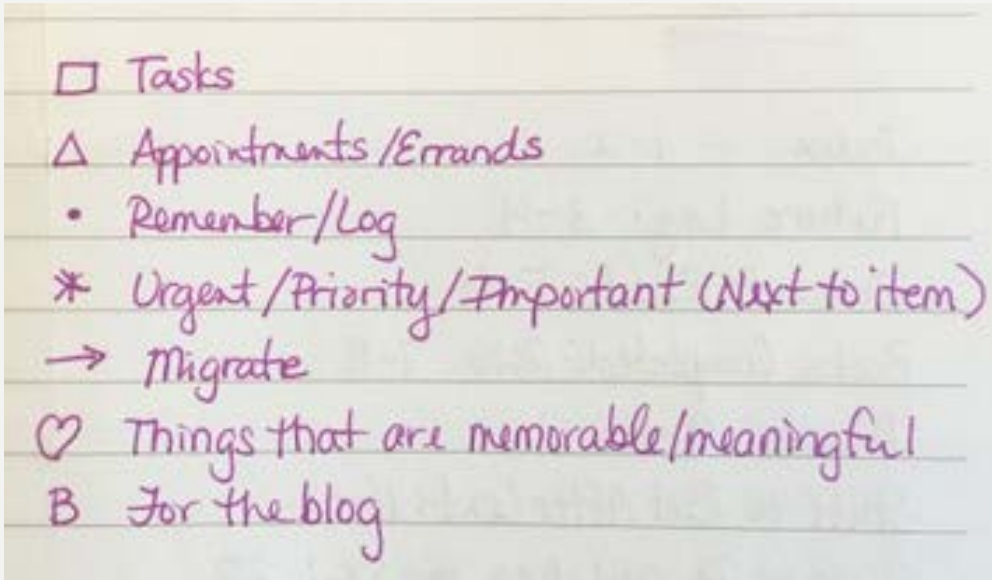 □ Tasks
△ Appointments/Errands
• Remember/Log
* Urgent/Priority/Important (Next to item)
→ Migrate
♡ Things that are memorable/meaningful
B For the blog